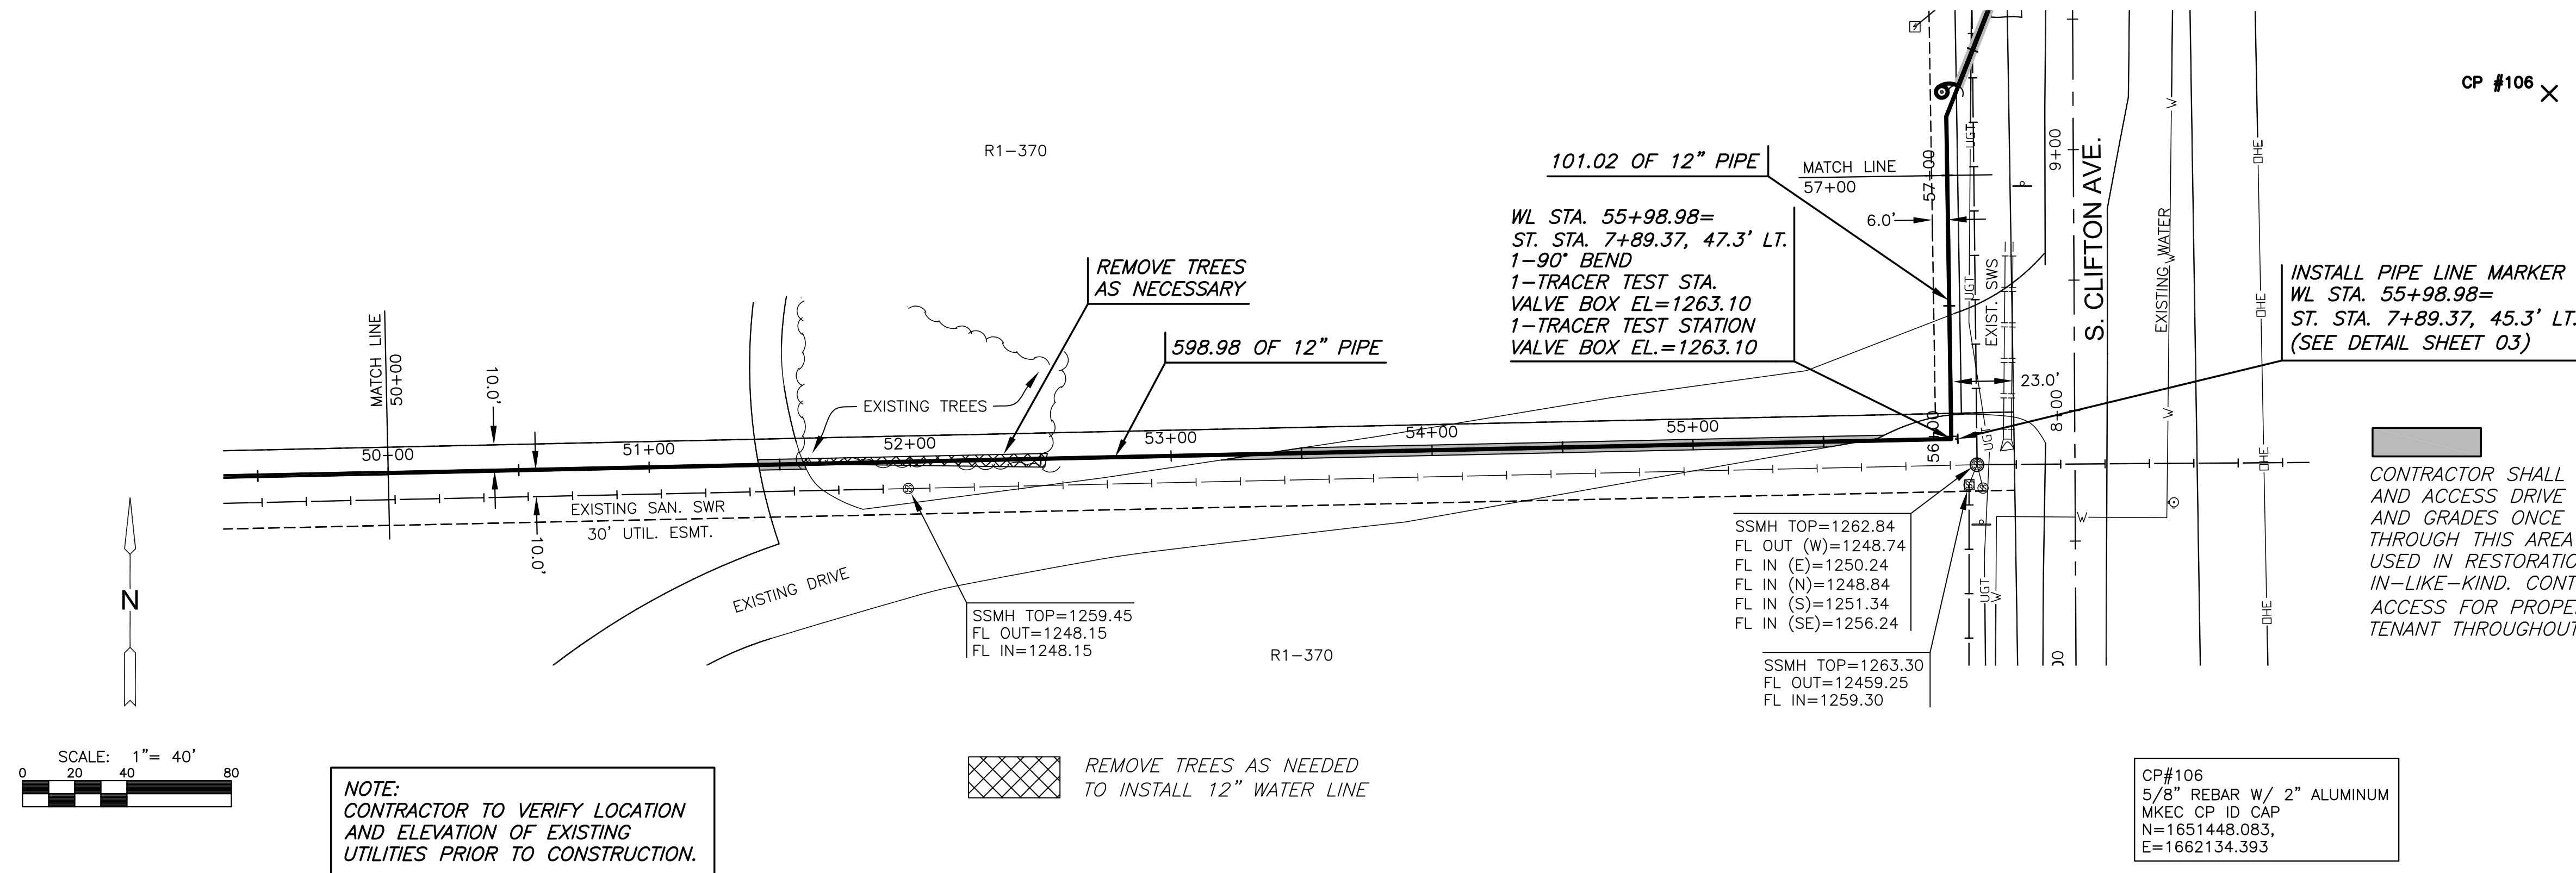 CP #106
R1-370
101.02 OF 12" PIPE
MATCH LINE
57+00
57+00
UGT
9+00
S. CLIFTON AVE.
W
OHE
6.0'
WL STA. 55+98.98=
ST. STA. 7+89.37, 47.3' LT.
1-90° BEND
1-TRACER TEST STA.
VALVE BOX EL=1263.10
1-TRACER TEST STATION
VALVE BOX EL.=1263.10
REMOVE TREES
AS NECESSARY
598.98 OF 12" PIPE
EXISTING WATER
W
UGT
EXIST. SWS
OHE
INSTALL PIPE LINE MARKER
WL STA. 55+98.98=
ST. STA. 7+89.37, 45.3' LT.
(SEE DETAIL SHEET 03)
MATCH LINE
50+00
10.0'
EXISTING TREES
23.0'
8+00
W
50+00
51+00
52+00
53+00
54+00
55+00
56+00
UGT
OHE
EXISTING SAN. SWR
30' UTIL. ESMT.
10.0'
EXISTING DRIVE
W
UGT
W
OHE
N
SSMH TOP=1259.45
FL OUT=1248.15
FL IN=1248.15
SSMH TOP=1262.84
FL OUT (W)=1248.74
FL IN (E)=1250.24
FL IN (N)=1248.84
FL IN (S)=1251.34
FL IN (SE)=1256.24
R1-370
SSMH TOP=1263.30
FL OUT=12459.25
FL IN=1259.30
CONTRACTOR SHALL
AND ACCESS DRIVE
AND GRADES ONCE
THROUGH THIS AREA
USED IN RESTORATIO
IN-LIKE-KIND. CONT
ACCESS FOR PROPE
TENANT THROUGHOUT
SCALE: 1"= 40'
0 20 40 80
NOTE:
CONTRACTOR TO VERIFY LOCATION
AND ELEVATION OF EXISTING
UTILITIES PRIOR TO CONSTRUCTION.
REMOVE TREES AS NEEDED
TO INSTALL 12" WATER LINE
CP#106
5/8" REBAR W/ 2" ALUMINUM
MKEC CP ID CAP
N=1651448.083,
E=1662134.393